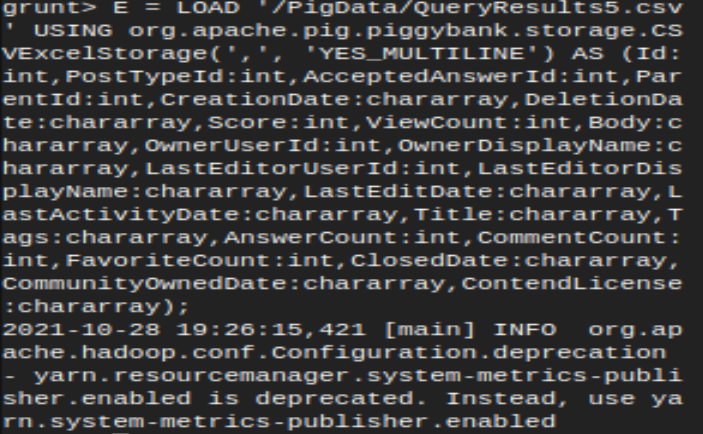 grunt> E = LOAD '/PigData/QueryResults5.csv
' USING org.apache.pig.piggybank.storage.CS
VExcelStorage(',', 'YES_MULTILINE') AS (Id:
int,PostTypeId:int,AcceptedAnswerId:int,Par
entId:int,CreationDate:chararray,DeletionDa
te:chararray,Score:int,ViewCount:int,Body:c
hararray,OwnerUserId:int,OwnerDisplayName:c
hararray,LastEditorUserId:int,LastEditorDis
playName:chararray,LastEditDate:chararray,L
astActivityDate:chararray,Title:chararray,T
ags:chararray,AnswerCount:int,CommentCount:
int,FavoriteCount:int,ClosedDate:chararray,
CommunityOwnedDate:chararray,ContendLicense
:chararray);
2021-10-28 19:26:15,421 [main] INFO  org.ap
ache.hadoop.conf.Configuration.deprecation
- yarn.resourcemanager.system-metrics-publi
sher.enabled is deprecated. Instead, use ya
rn.system-metrics-publisher.enabled